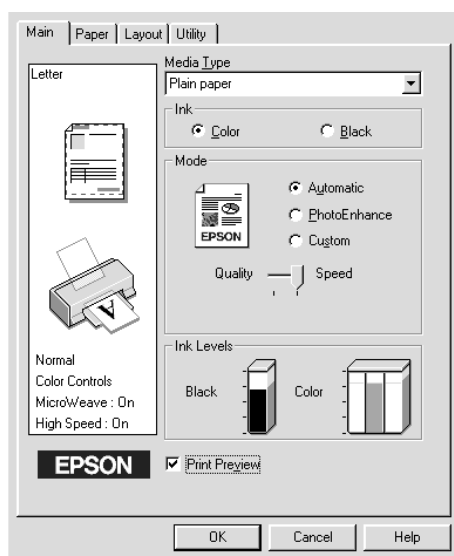 Main Paper Layout Utility
Letter
Media Type
Plain paper
Ink
Color Black
Mode
EPSON
Automatic
PhotoEnhance
Custom
Quality Speed
Normal
Color Controls
MicroWeave : On
High Speed : On
Ink Levels
Black Color
EPSON
Print Preview
OK Cancel Help